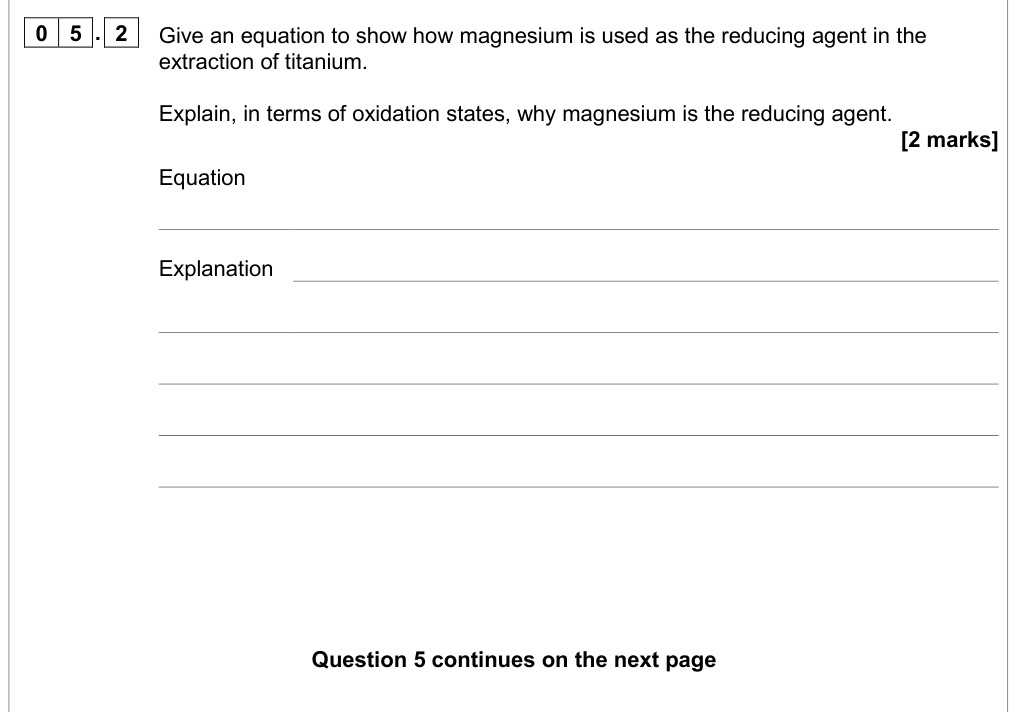 0 5 . 2 Give an equation to show how magnesium is used as the reducing agent in the
extraction of titanium.
Explain, in terms of oxidation states, why magnesium is the reducing agent.
[2 marks]
Equation
Explanation
Question 5 continues on the next page